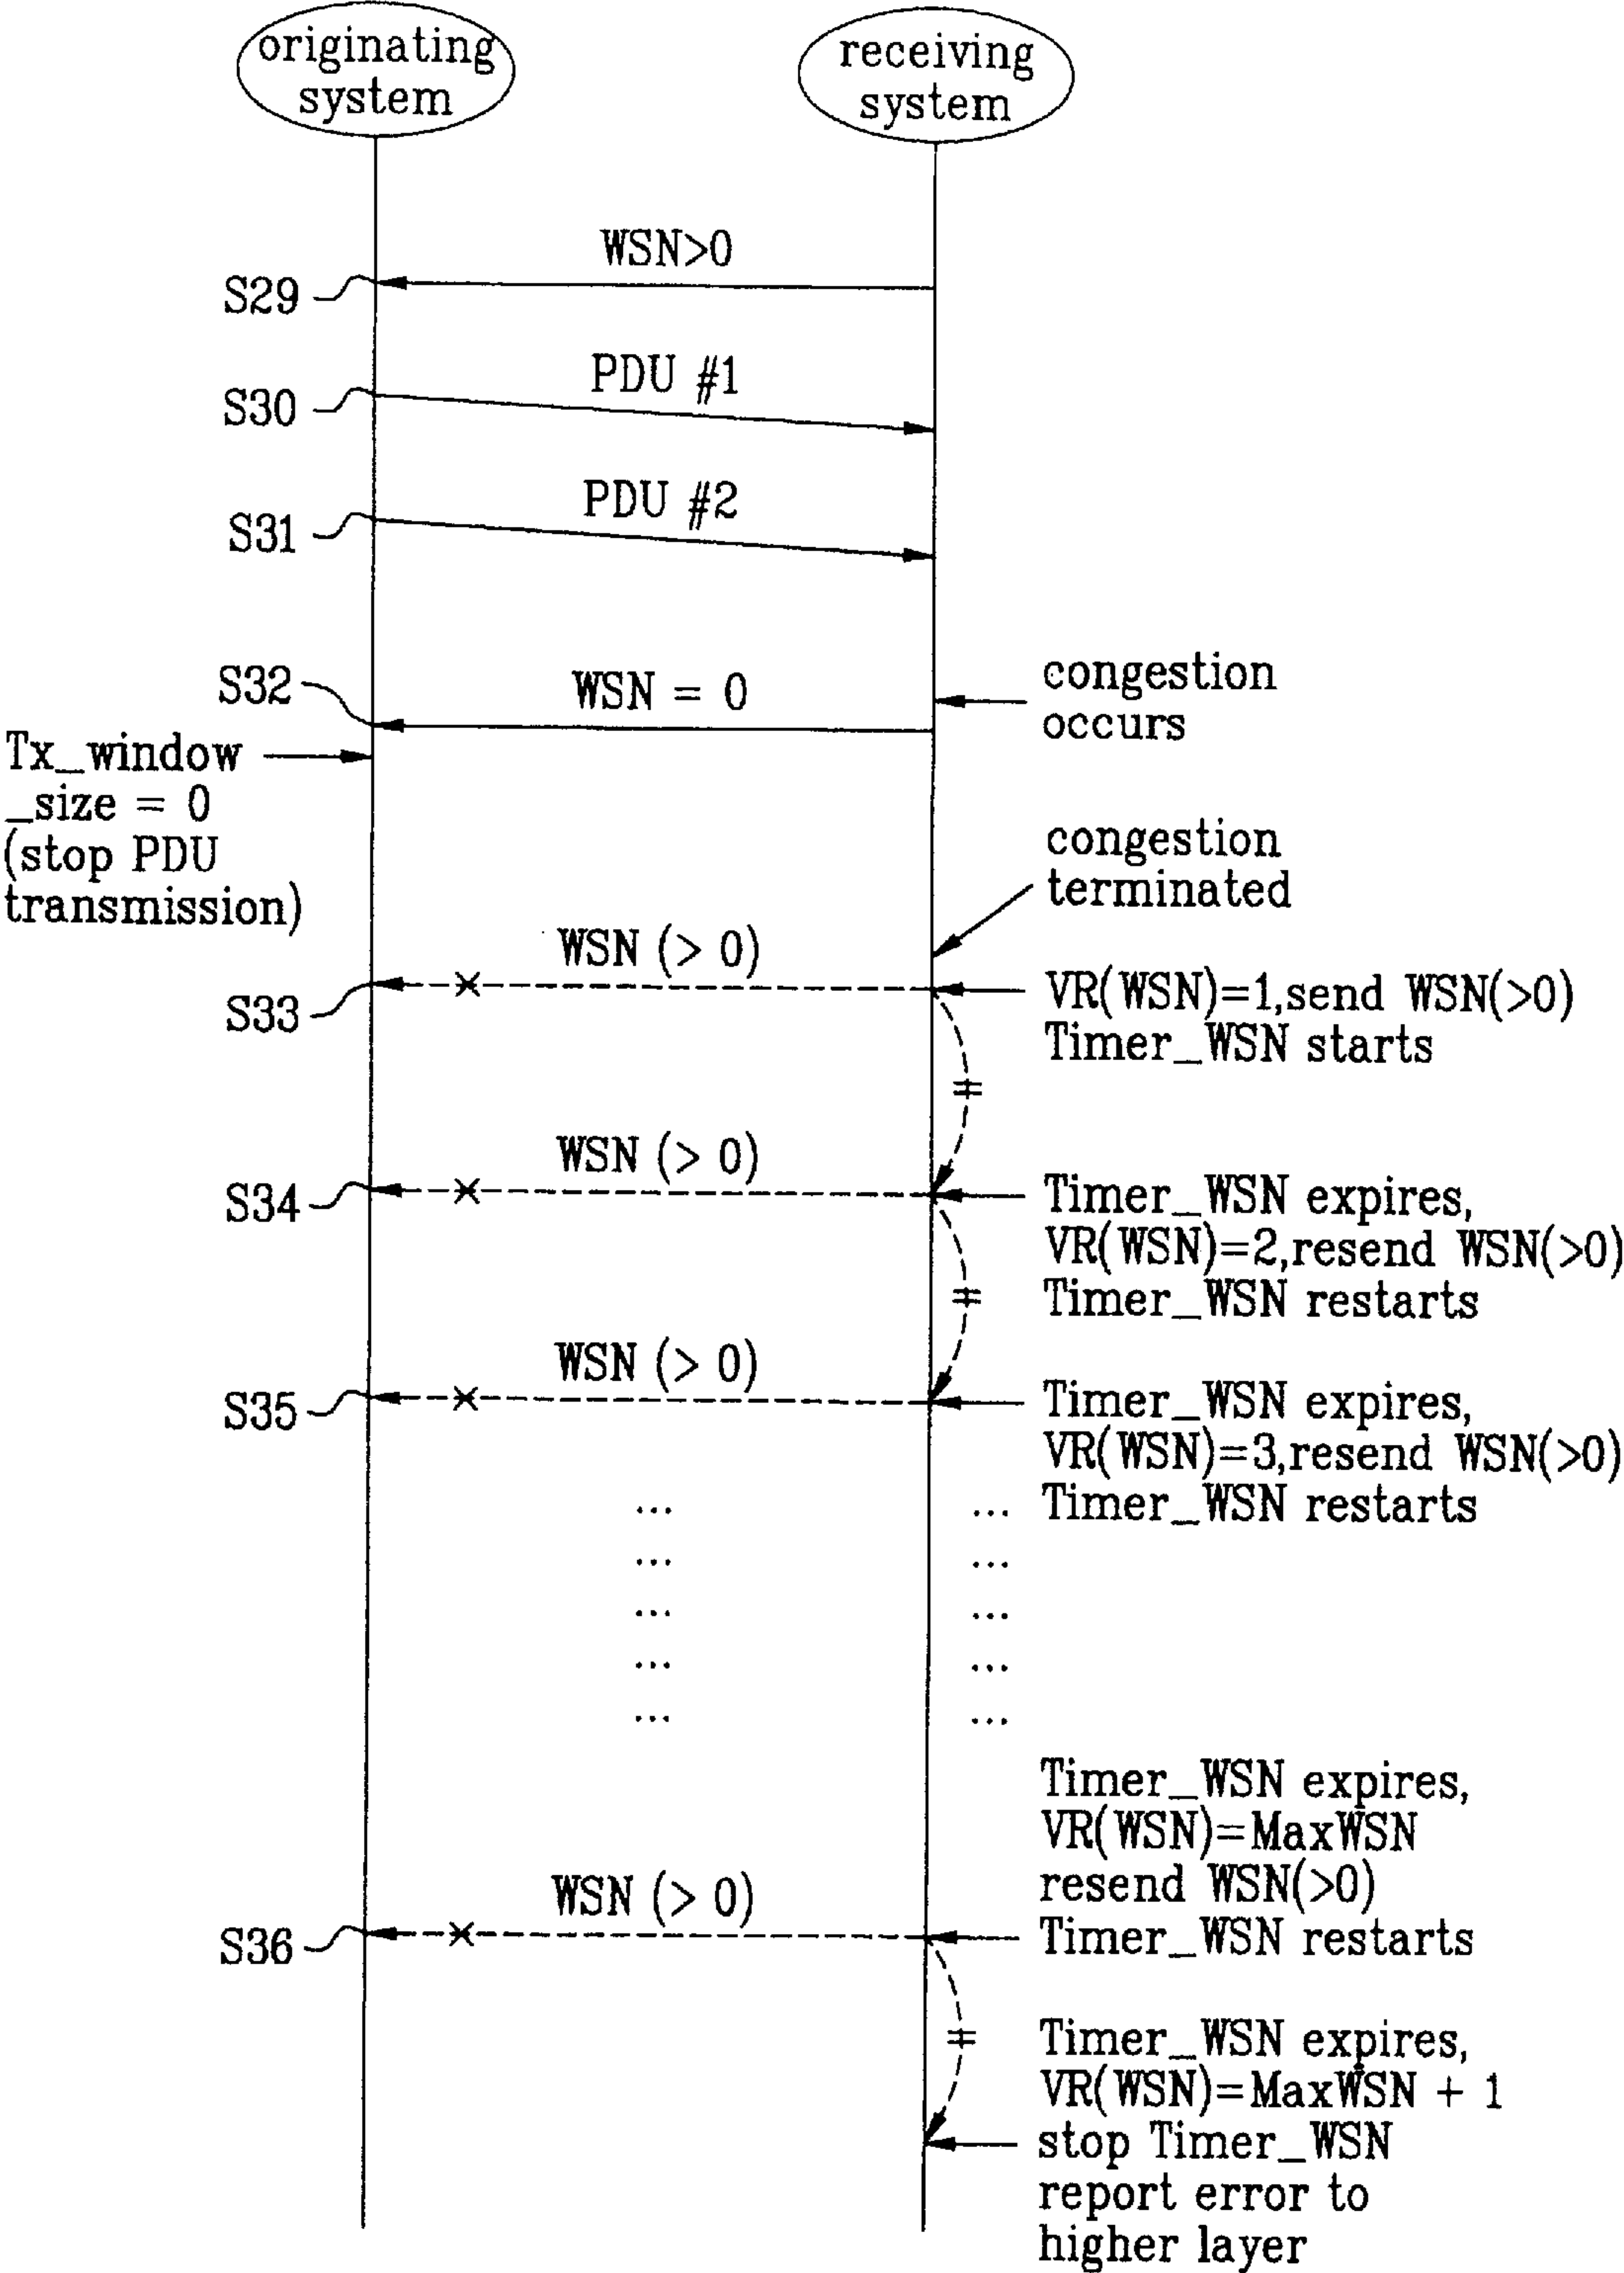 originating
system
receiving
system
WSN>0
S29
PDU #1
S30
PDU #2
S31
S32
WSN = 0
congestion
occurs
Tx_window
_size = 0
(stop PDU
transmission)
congestion
terminated
WSN (> 0)
S33
VR(WSN)=1,send WSN(>0)
Timer_WSN starts
WSN (> 0)
S34
Timer_WSN expires,
VR(WSN)=2,resend WSN(>0)
Timer_WSN restarts
WSN (> 0)
S35
Timer_WSN expires,
VR(WSN)=3,resend WSN(>0)
Timer_WSN restarts
... ...
... ...
... ...
... ...
... ...
Timer_WSN expires,
VR(WSN)=MaxWSN
resend WSN(>0)
Timer_WSN restarts
WSN (> 0)
S36
Timer_WSN expires,
VR(WSN)=MaxWSN + 1
stop Timer_WSN
report error to
higher layer